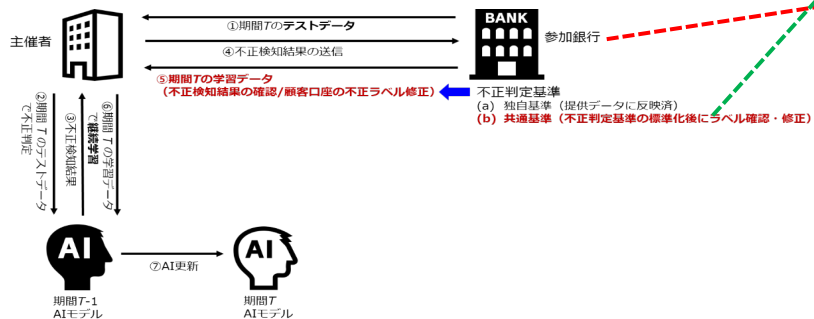 ①期間Tのテストデータ
主催者
④不正検知結果の送信
BANK
参加銀行
⑤期間Tの学習データ
(不正検知結果の確認/顧客口座の不正ラベル修正)
不正判定基準
(a) 独自基準(提供データに反映済)
(b) 共通基準(不正判定基準の標準化後にラベル確認・修正)
②期間 T のテストデータ
で不正判定
③不正検知結果
⑥期間 T の学習データ
で継続学習
AI
⑦AI更新
AI
期間T-1
AIモデル
期間T
AIモデル